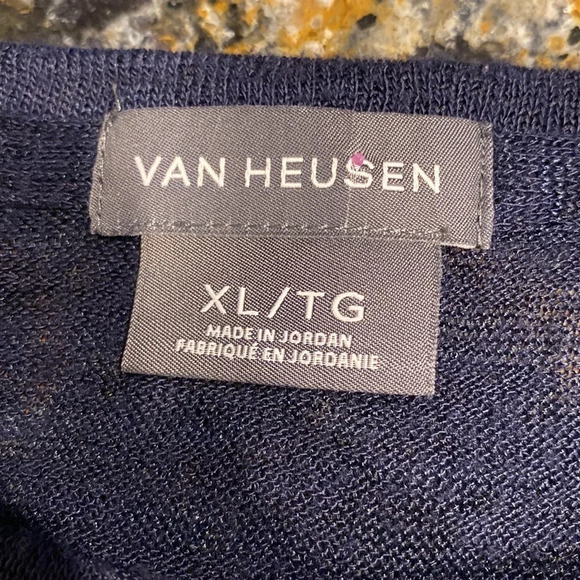 VAN HEUSEN
XL/TG
MADE IN JORDAN
FABRIQUÉ EN JORDANIE